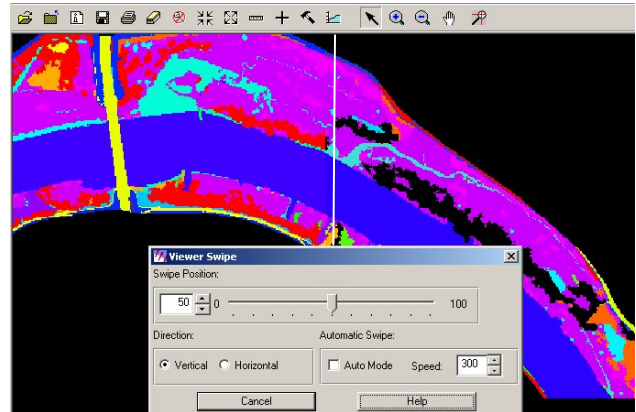 Viewer Swipe
Swipe Position:
50 0 100
Direction: Automatic Swipe:
Vertical Horizontal Auto Mode Speed: 300
Cancel Help